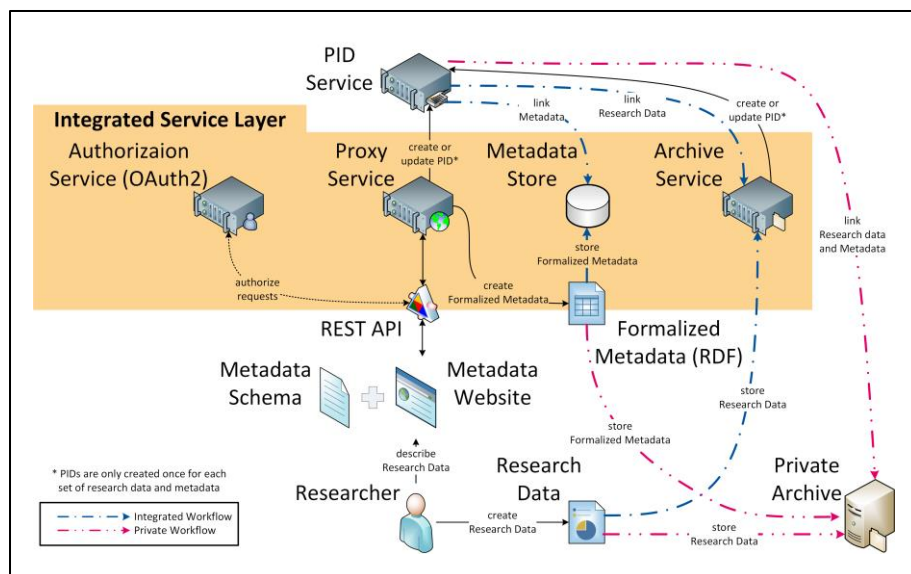 PID
Service
link
Metadata
link
Research Data
create or
update PID*
Integrated Service Layer
Authorizaion
Service (OAuth2)
create or
update PID*
Proxy
Service
Metadata
Store
Archive
Service
link
Research data
and Metadata
store
Formalized Metadata
authorize
requests
create
Formalized Metadata
REST API
Formalized
Metadata (RDF)
Metadata
Schema
Metadata
Website
store
Research Data
store
Formalized Metadata
describe
Research Data
* PIDs are only created once for each
set of research data and metadata
Researcher
Research
Data
Private
Archive
Integrated Workflow
Private Workflow
create
Research Data
store
Research Data